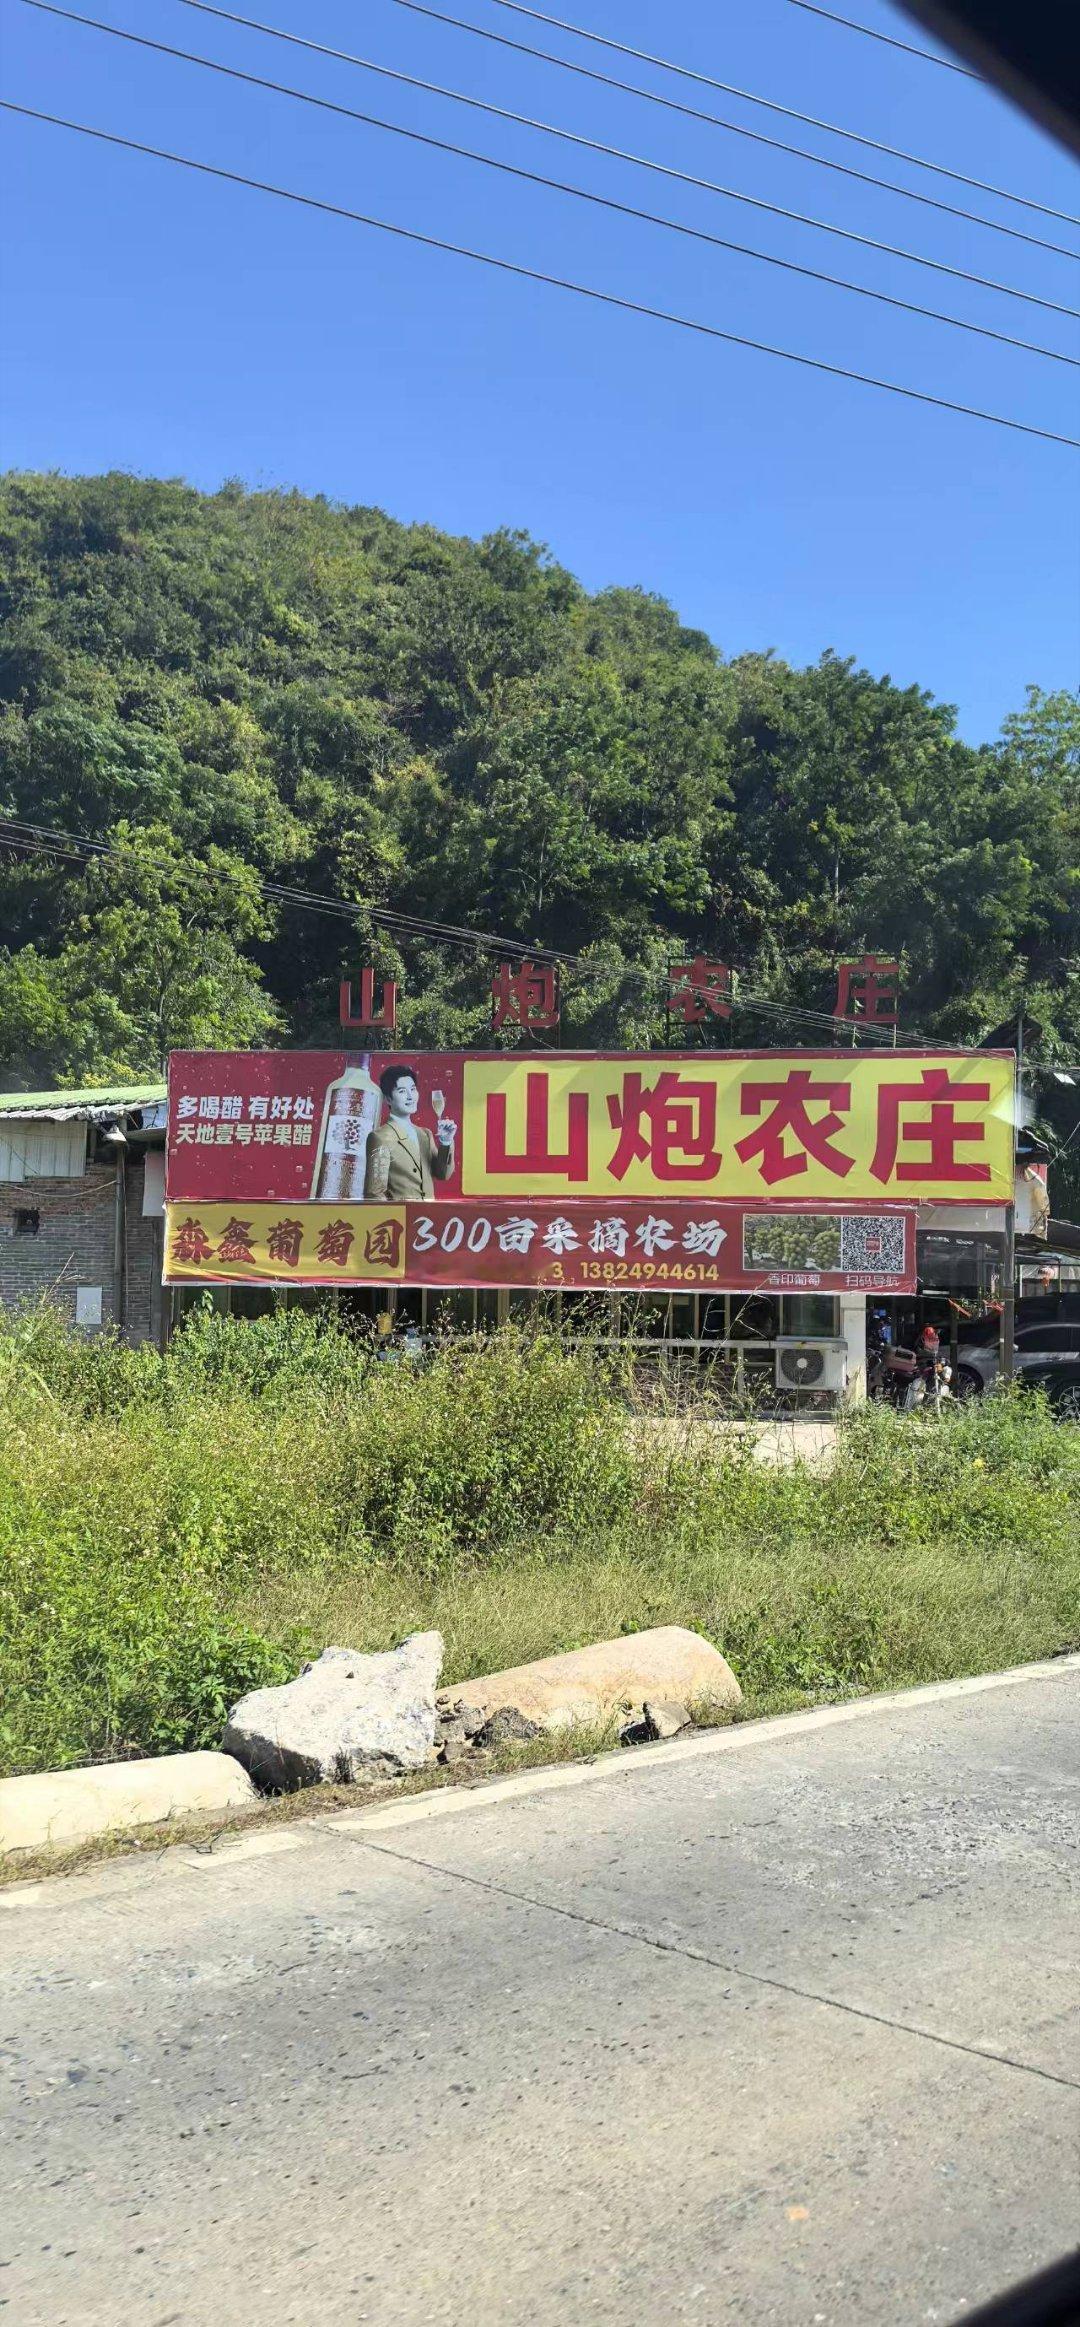 山炮农庄
多喝醋 有好处
天地壹号苹果醋
山炮农庄
淼鑫葡萄园
300亩采摘农场
3 13824944614
香印葡萄
扫码导航